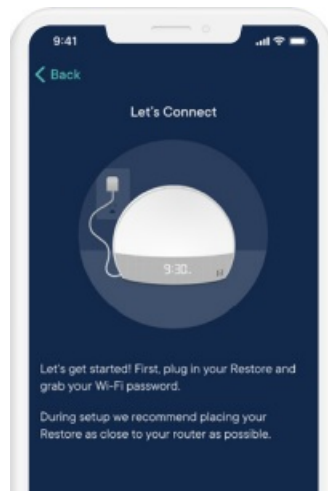 9:41
Back
Let's Connect
9:30
Let's get started! First, plug in your Restore and
grab your Wi-Fi password.
During setup we recommend placing your
Restore as close to your router as possible.